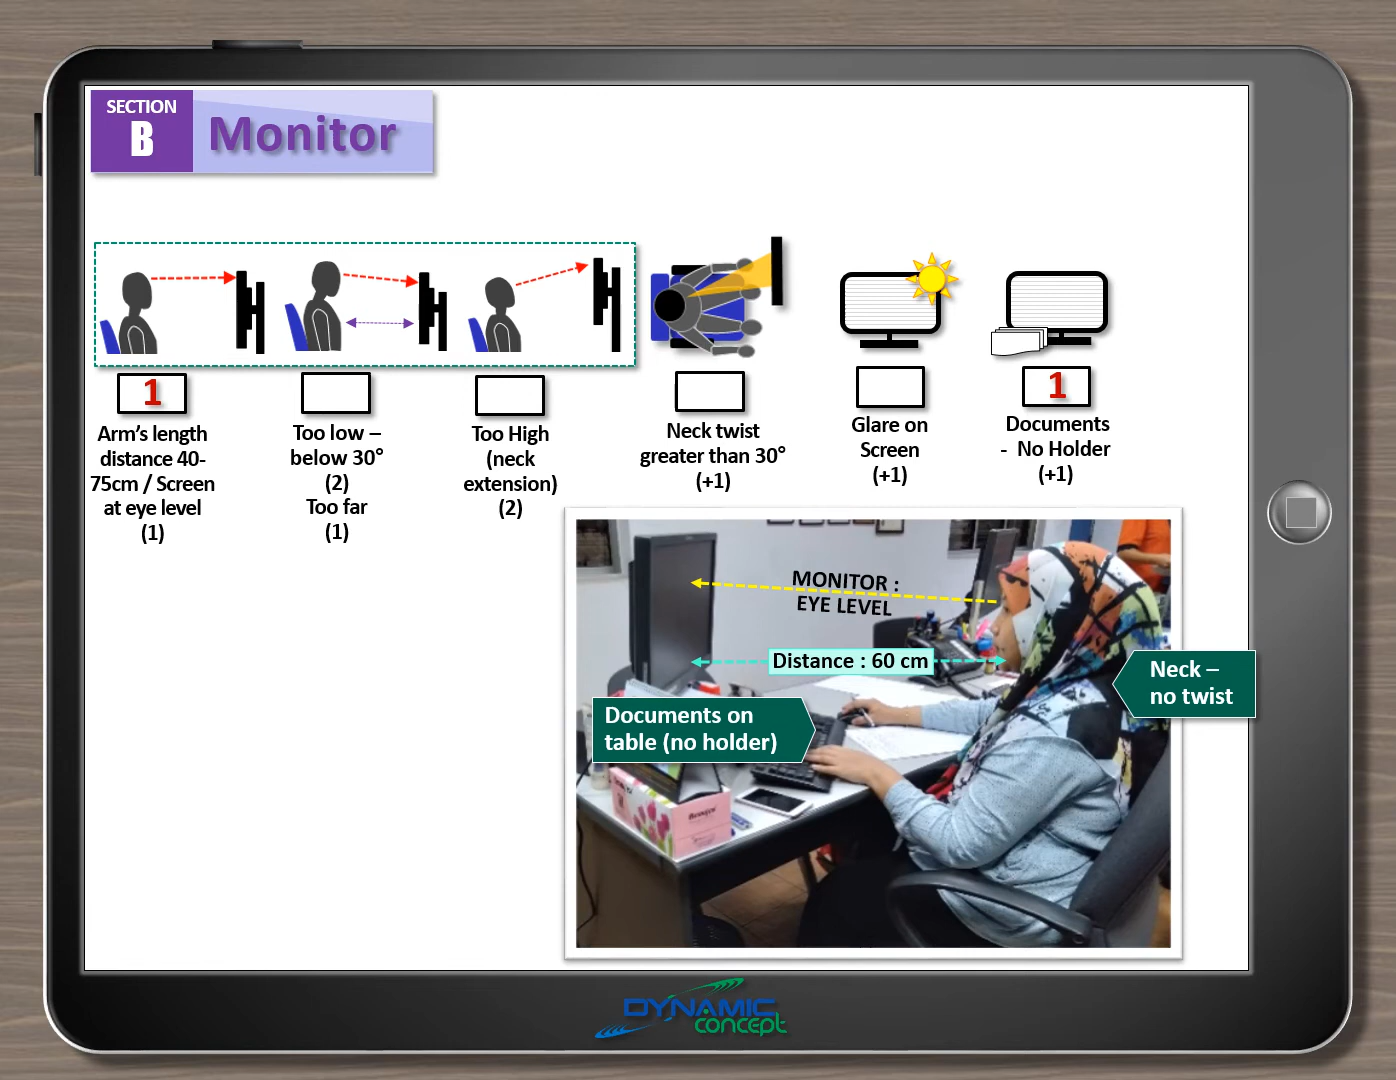 SECTION
B
Monitor
1
1
Arm's length
distance 40-
75cm / Screen
at eye level
(1)
Too low –
below 30°
(2)
Too far
(1)
Too High
(neck
extension)
(2)
Neck twist
greater than 30°
(+1)
Glare on
Screen
(+1)
Documents
- No Holder
(+1)
MONITOR :
EYE LEVEL
Distance : 60 cm
Neck –
no twist
Documents on
table (no holder)
DYNAMIC
concept